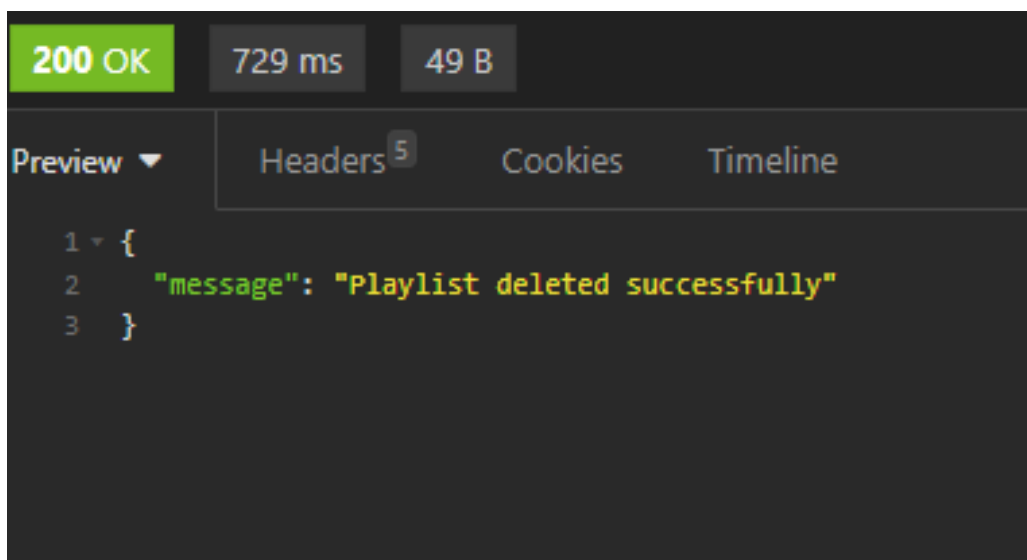 200 OK 729 ms 49 B
Preview Headers 5 Cookies Timeline
1 {
2 "message": "Playlist deleted successfully"
3 }